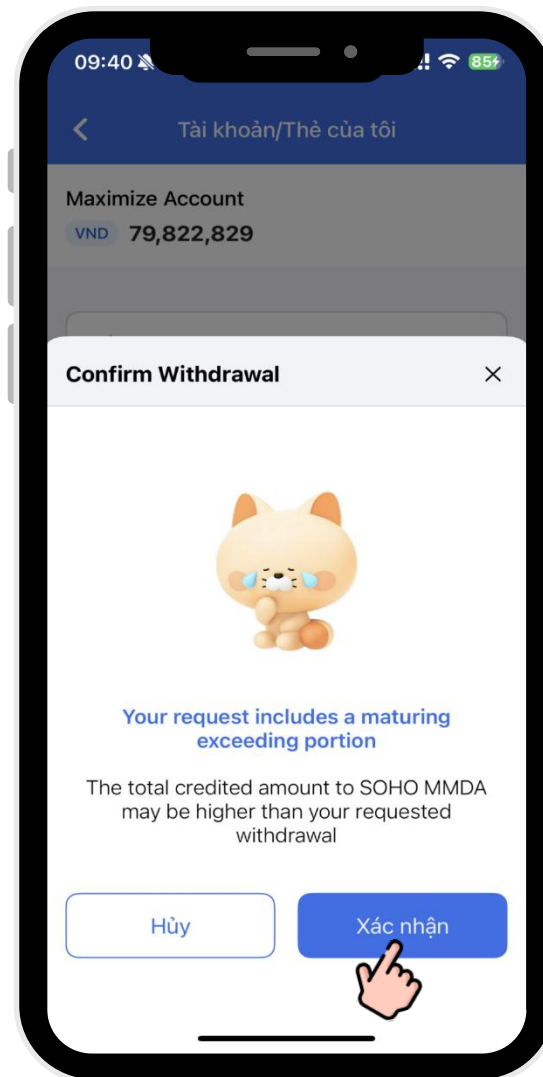 09:40
85
Tài khoản/Thẻ của tôi
Maximize Account
VND 79,822,829
Confirm Withdrawal
Your request includes a maturing
exceeding portion
The total credited amount to SOHO MMDA
may be higher than your requested
withdrawal
Hủy
Xác nhận